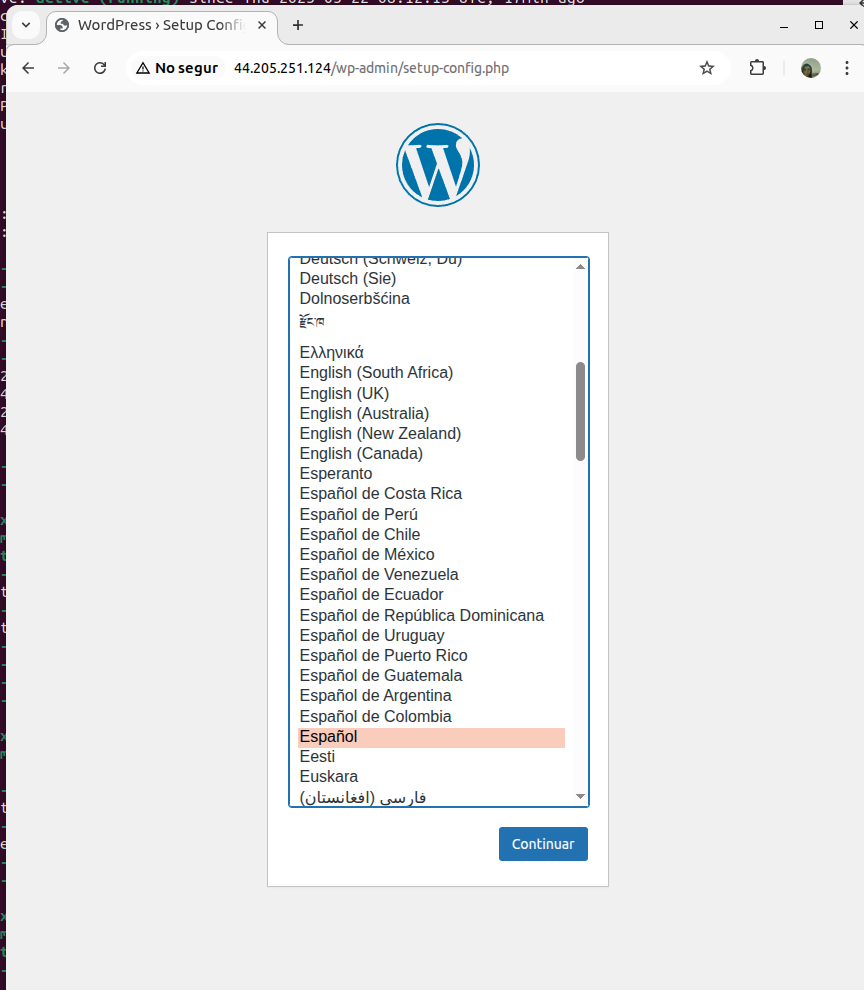 WordPress › Setup Confi
No segur
44.205.251.124/wp-admin/setup-config.php
Deutsch (Schweiz, Du)
Deutsch (Sie)
Dolnoserbšćina
རྫོང་ཁ
Ελληνικά
English (South Africa)
English (UK)
English (Australia)
English (New Zealand)
English (Canada)
Esperanto
Español de Costa Rica
Español de Perú
Español de Chile
Español de México
Español de Venezuela
Español de Ecuador
Español de República Dominicana
Español de Uruguay
Español de Puerto Rico
Español de Guatemala
Español de Argentina
Español de Colombia
Español
Eesti
Euskara
(فارسی (افغانستان
Continuar